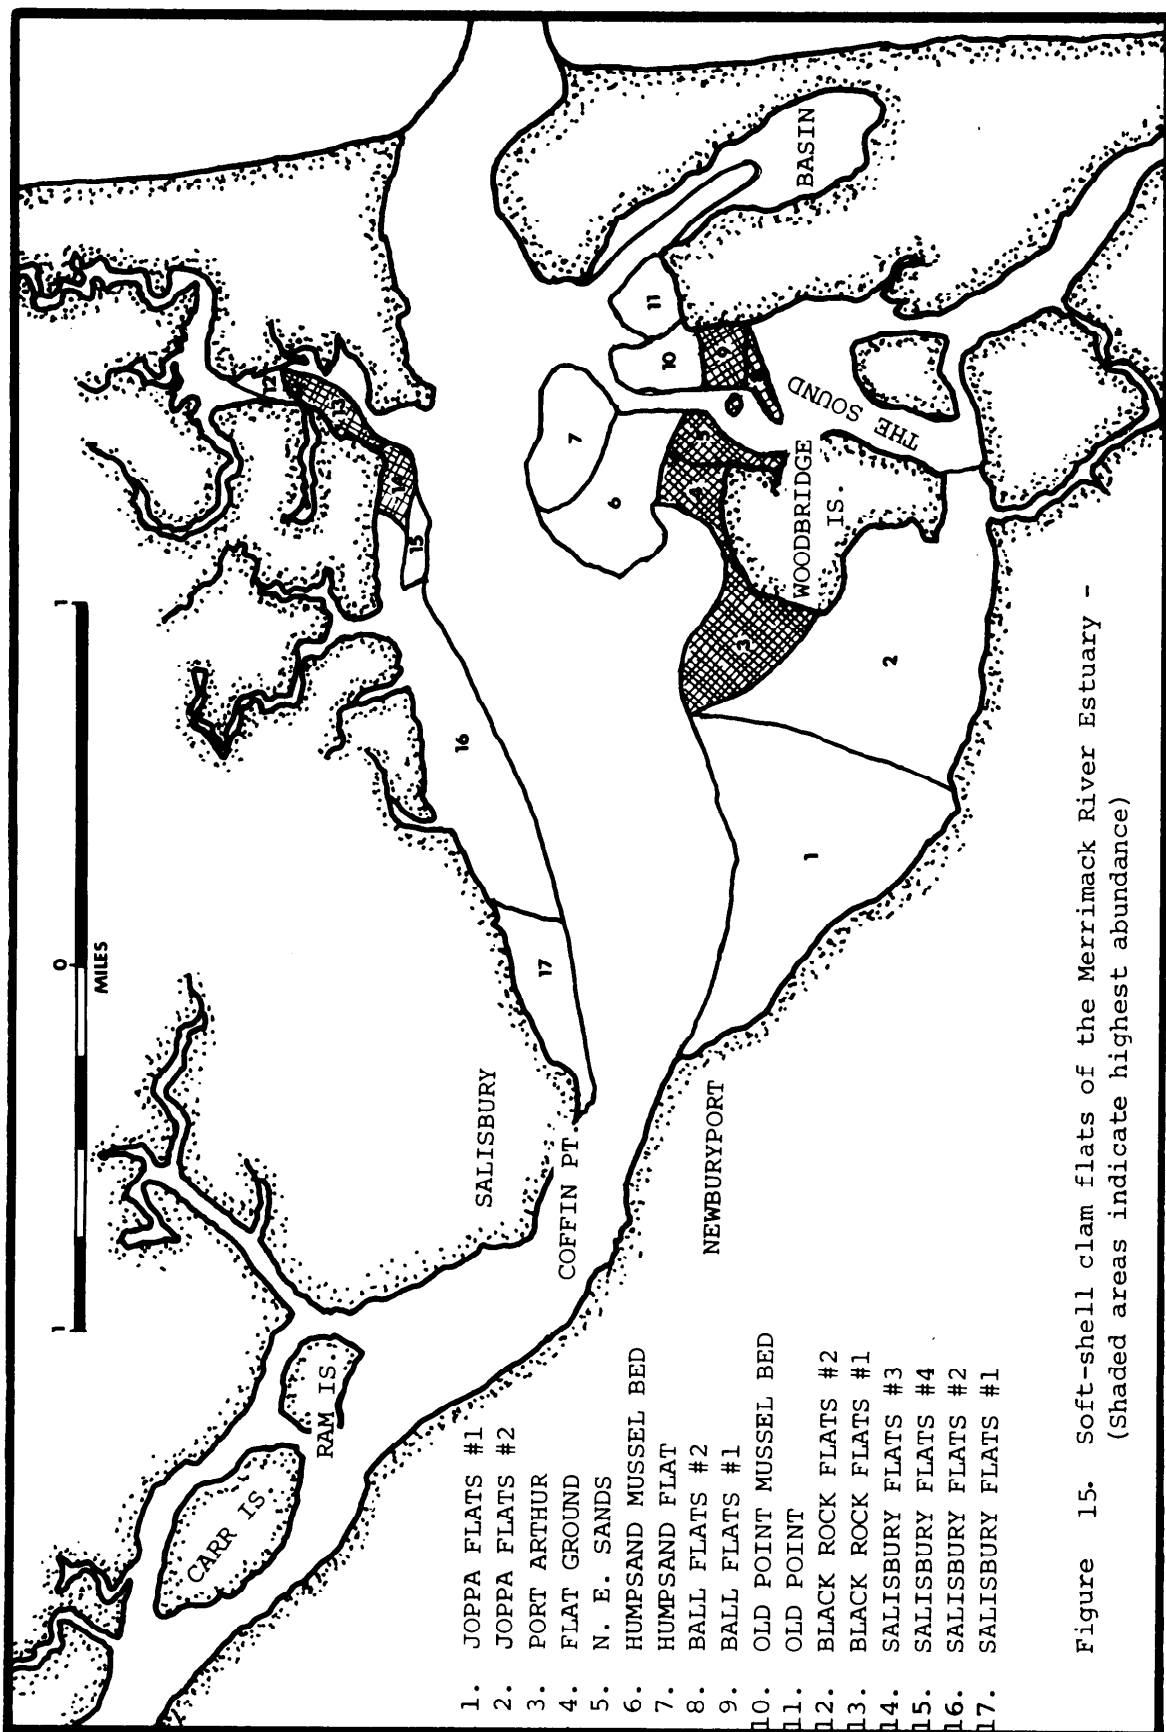 1 0 1
MILES
SALISBURY
COFFIN PT.
NEWBURYPORT
CARR IS.
RAM IS.
WOODBRIDGE
IS.
THE SOUND
BASIN
12
13
14
15
16
17
7
6
10
11
9
8
5
4
3
2
1
1. JOPPA FLATS #1
2. JOPPA FLATS #2
3. PORT ARTHUR
4. FLAT GROUND
5. N. E. SANDS
6. HUMPSAND MUSSEL BED
7. HUMPSAND FLAT
8. BALL FLATS #2
9. BALL FLATS #1
10. OLD POINT MUSSEL BED
11. OLD POINT
12. BLACK ROCK FLATS #2
13. BLACK ROCK FLATS #1
14. SALISBURY FLATS #3
15. SALISBURY FLATS #4
16. SALISBURY FLATS #2
17. SALISBURY FLATS #1
Figure 15. Soft-shell clam flats of the Merrimack River Estuary -
(Shaded areas indicate highest abundance)